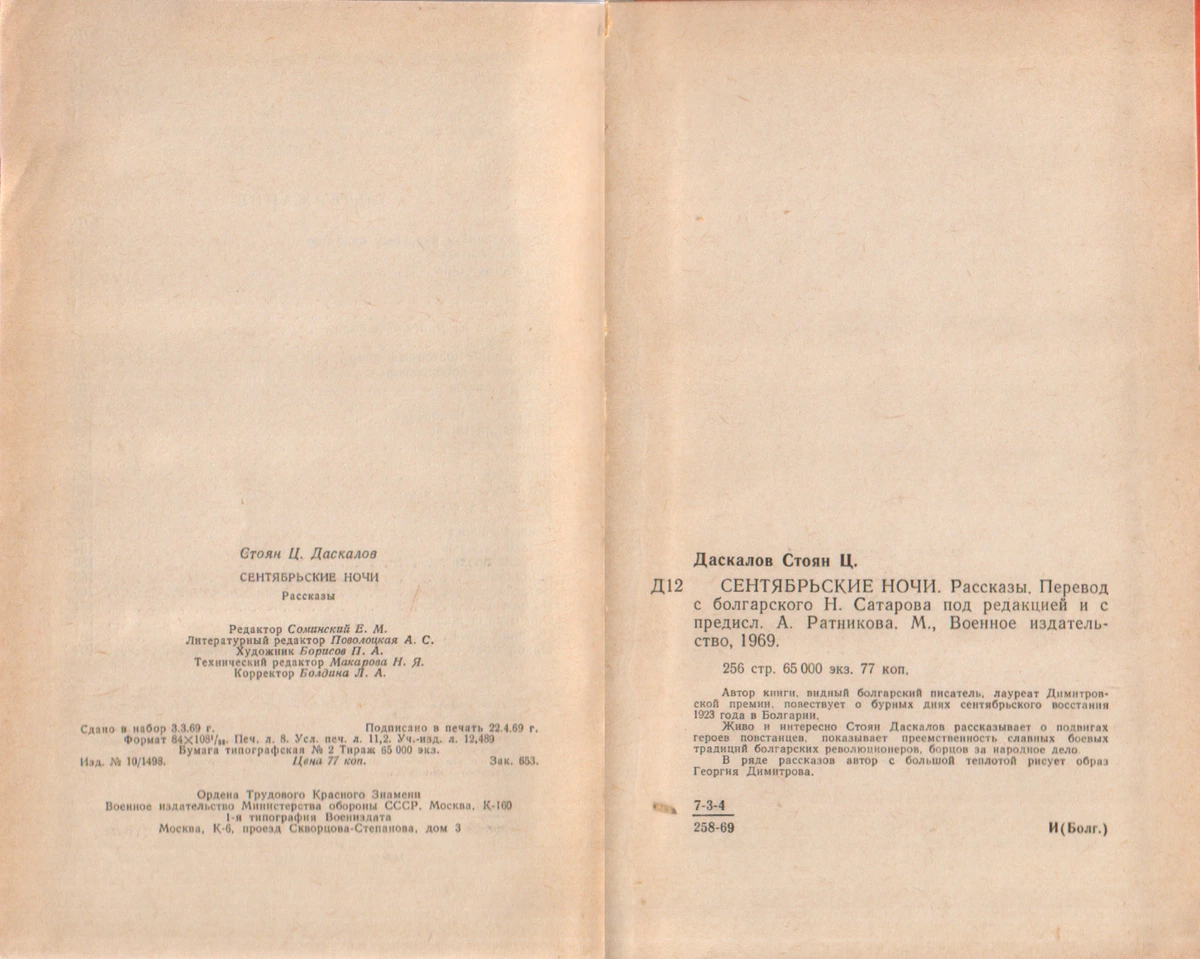 Стоян Ц. Даскалов
СЕНТЯБРЬСКИЕ НОЧИ
Рассказы
Редактор Соминский Е. М.
Литературный редактор Поволоцкая А. С.
Художник Борисов П. А.
Технический редактор Макарова Н. Я.
Корректор Болдина Л. А.
Сдано в набор 3.3.69 г. Подписано в печать 22.4.69 г.
Формат 84×108¹/₃₂. Печ. л. 8. Усл. печ. л. 11,2. Уч.-изд. л. 12,489
Бумага типографская № 2 Тираж 65 000 экз.
Изд. № 10/1498. Цена 77 коп. Зак. 653.
Ордена Трудового Красного Знамени
Военное издательство Министерства обороны СССР, Москва, К-160
1-я типография Воениздата
Москва, К-6, проезд Скворцова-Степанова, дом 3
Даскалов Стоян Ц.
Д12 СЕНТЯБРЬСКИЕ НОЧИ. Рассказы. Перевод
с болгарского Н. Сатарова под редакцией и с
предисл. А. Ратникова. М., Военное издатель-
ство, 1969.
256 стр. 65 000 экз. 77 коп.
Автор книги, видный болгарский писатель, лауреат Димитров-
ской премии, повествует о бурных днях сентябрьского восстания
1923 года в Болгарии.
Живо и интересно Стоян Даскалов рассказывает о подвигах
героев повстанцев, показывает преемственность славных боевых
традиций болгарских революционеров, борцов за народное дело
В ряде рассказов автор с большой теплотой рисует образ
Георгия Димитрова.
7-3-4
258-69 И(Болг.)